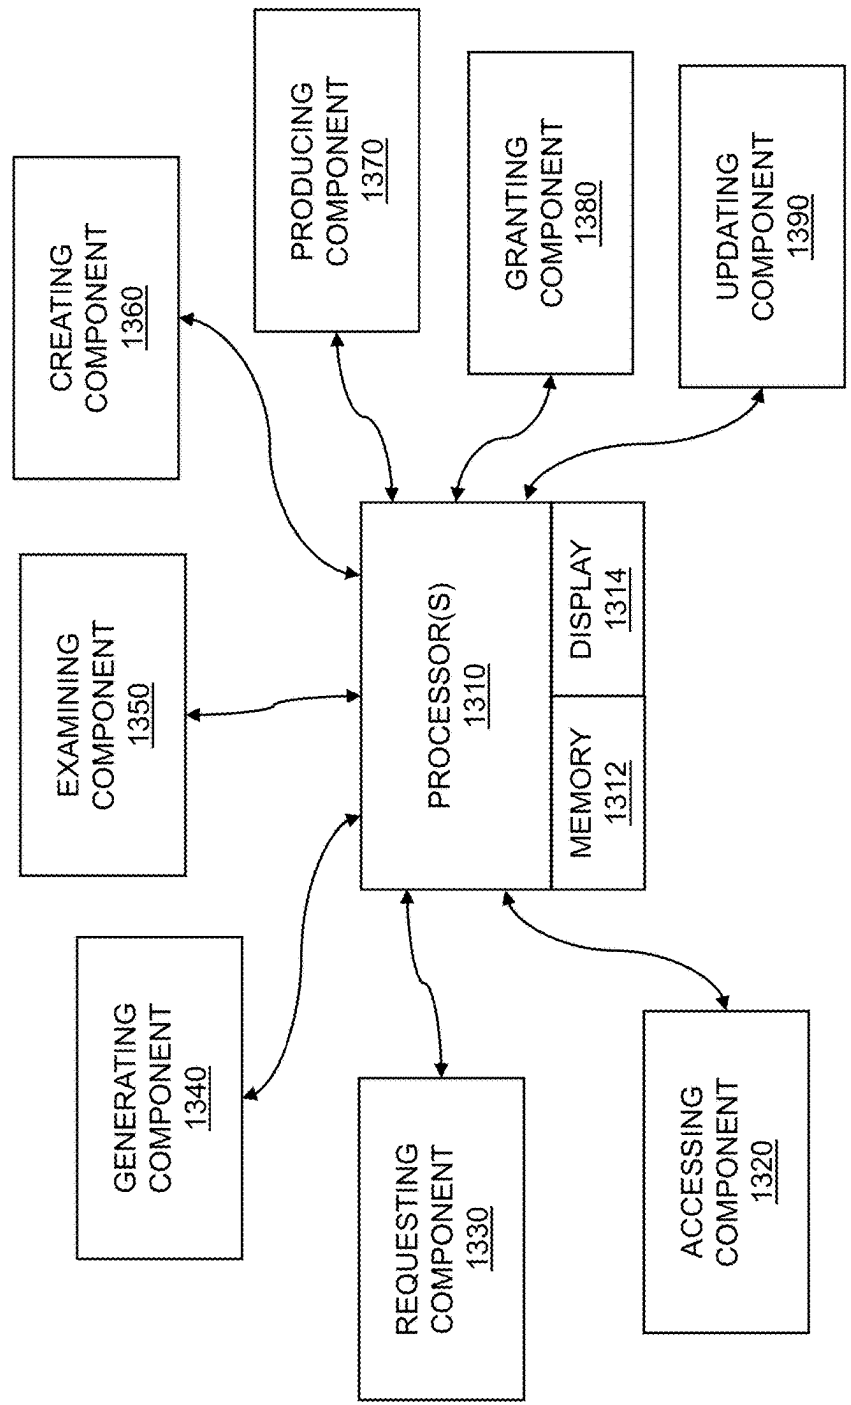 ACCESSING
COMPONENT
1320
REQUESTING
COMPONENT
1330
GENERATING
COMPONENT
1340
EXAMINING
COMPONENT
1350
CREATING
COMPONENT
1360
PRODUCING
COMPONENT
1370
GRANTING
COMPONENT
1380
UPDATING
COMPONENT
1390
PROCESSOR(S)
1310
MEMORY
1312
DISPLAY
1314